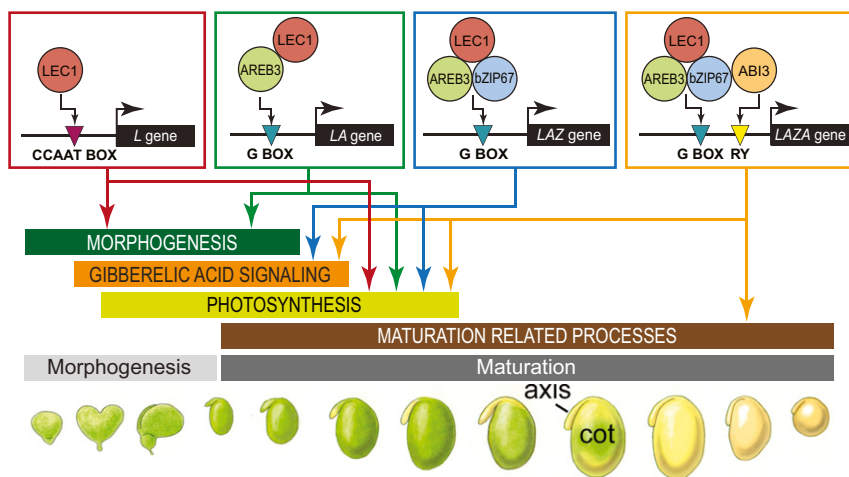 LEC1
L gene
CCAAT BOX
LEC1
AREB3
LA gene
G BOX
LEC1
AREB3
bZIP67
LAZ gene
G BOX
LEC1
AREB3
bZIP67
ABI3
LAZA gene
G BOX RY
MORPHOGENESIS
GIBBERELIC ACID SIGNALING
PHOTOSYNTHESIS
MATURATION RELATED PROCESSES
Morphogenesis
Maturation
axis
cot